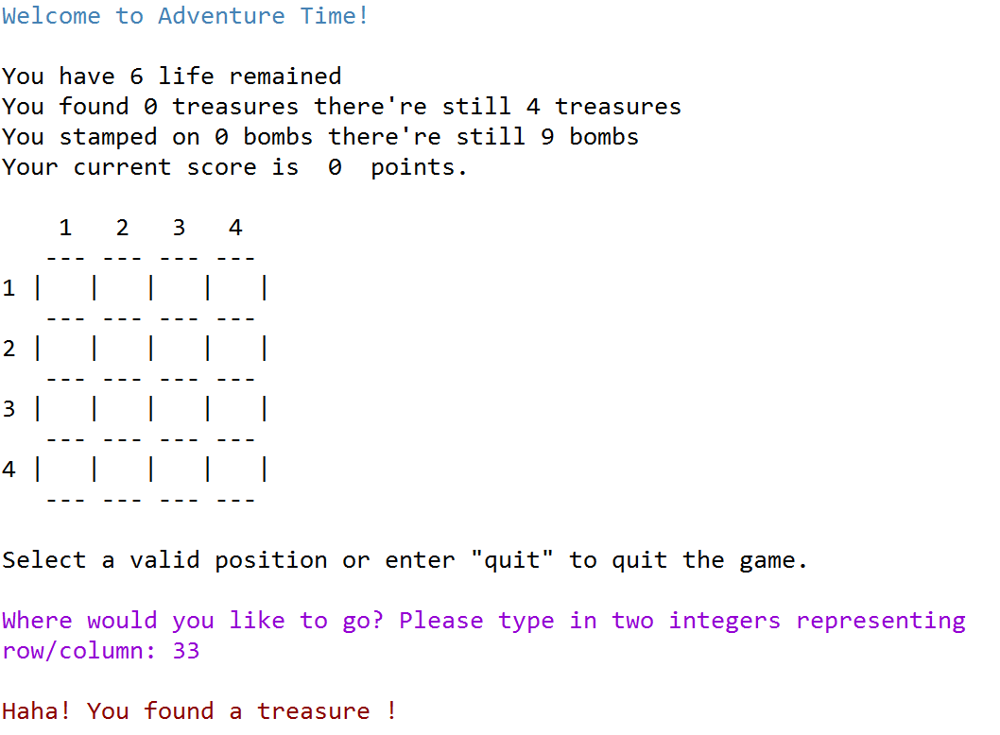 Welcome to Adventure Time!
You have 6 life remained
You found 0 treasures there're still 4 treasures
You stamped on 0 bombs there're still 9 bombs
Your current score is  0  points.
    1   2   3   4
   --- --- --- ---
1 |   |   |   |   |
   --- --- --- ---
2 |   |   |   |   |
   --- --- --- ---
3 |   |   |   |   |
   --- --- --- ---
4 |   |   |   |   |
   --- --- --- ---
Select a valid position or enter "quit" to quit the game.
Where would you like to go? Please type in two integers representing
row/column: 33
Haha! You found a treasure !